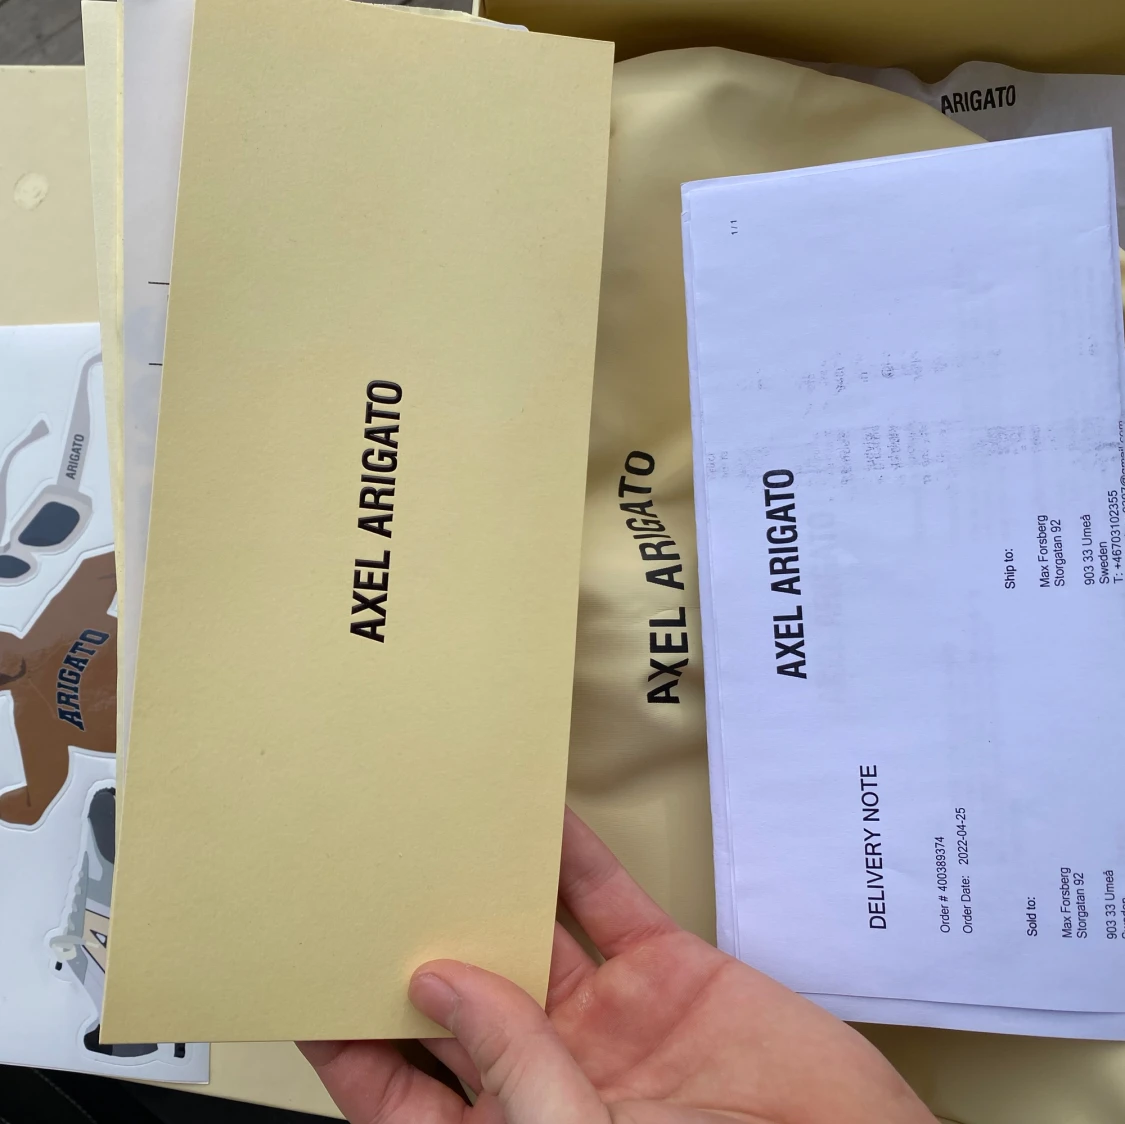 ARIGATO
ARIGATO
AXEL ARIGATO
AXEL ARIGATO
ARIGATO
1 / 1
AXEL ARIGATO
DELIVERY NOTE
Order # 400389374
Order Date: 2022-04-25
Sold to:
Max Forsberg
Storgatan 92
903 33 Umeå
Ship to:
Max Forsberg
Storgatan 92
903 33 Umeå
Sweden
T: +46703102355